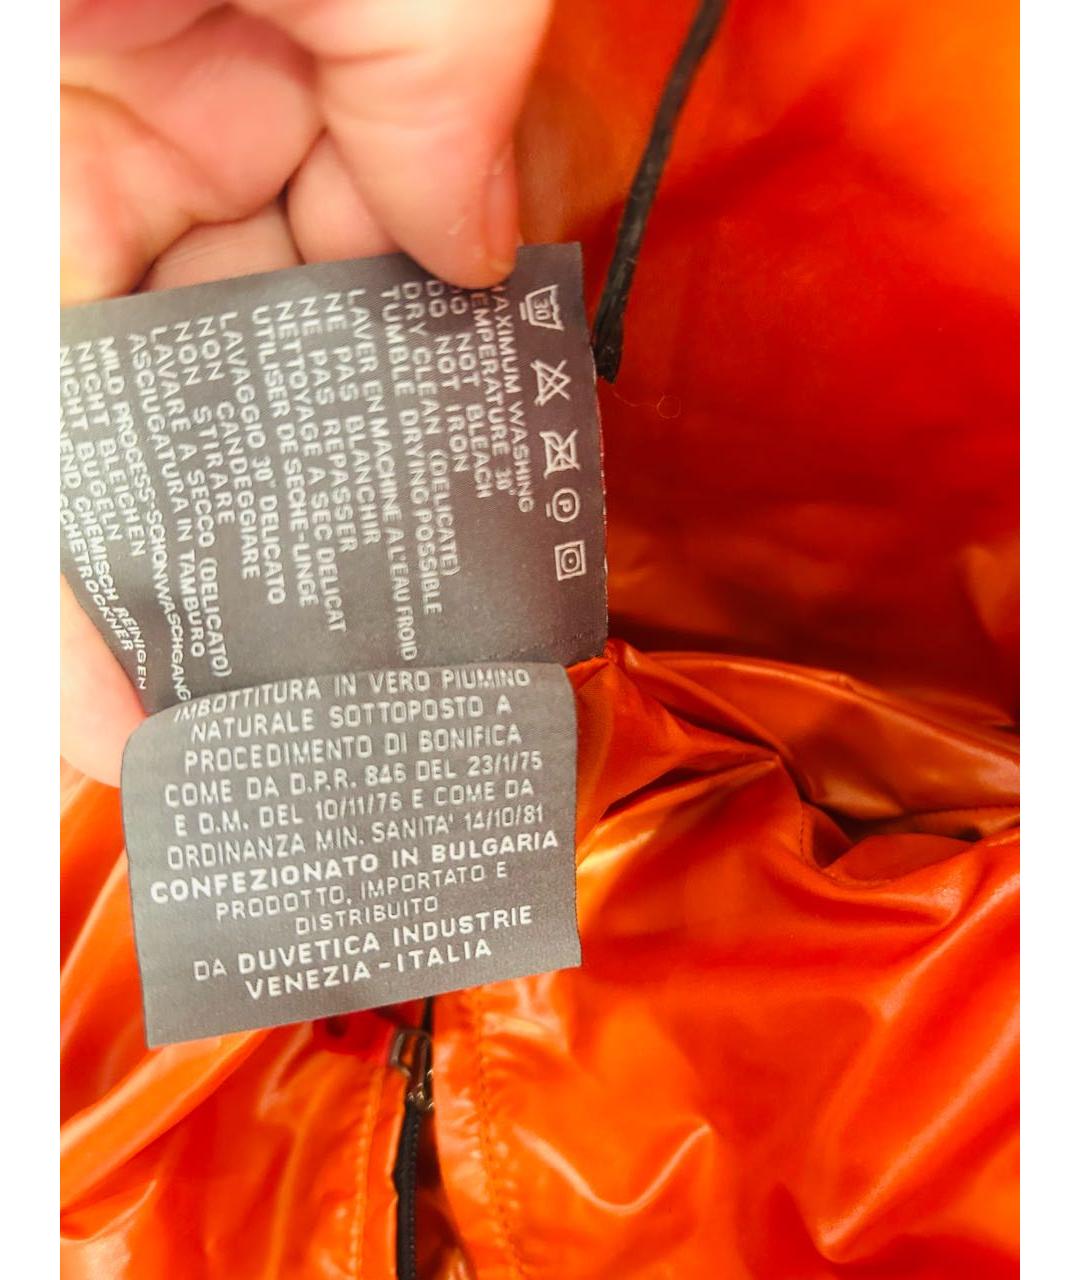 30
P
MAXIMUM WASHING
TEMPERATURE 30°
DO NOT BLEACH
DO NOT IRON
DRY CLEAN (DELICATE)
TUMBLE DRYING POSSIBLE
LAVER EN MACHINE A L'EAU FROID
NE PAS BLANCHIR
NE PAS REPASSER
NETTOYAGE A SEC DELICAT
UTILISER DE SECHE-LINGE
LAVAGGIO 30° DELICATO
NON CANDEGGIARE
NON STIRARE
LAVARE A SECCO (DELICATO)
ASCIUGATURA IN TAMBURO
MILD PROCESS-SCHONWASCHGANG
NICHT BLEICHEN
NICHT BUGELN
CHEMISCH REINIGEN
IMBOTTITURA IN VERO PIUMINO
NATURALE SOTTOPOSTO A
PROCEDIMENTO DI BONIFICA
COME DA D.P.R. 846 DEL 23/1/75
E D.M. DEL 10/11/76 E COME DA
ORDINANZA MIN. SANITA' 14/10/81
CONFEZIONATO IN BULGARIA
PRODOTTO, IMPORTATO E
DISTRIBUITO
DA DUVETICA INDUSTRIE
VENEZIA-ITALIA